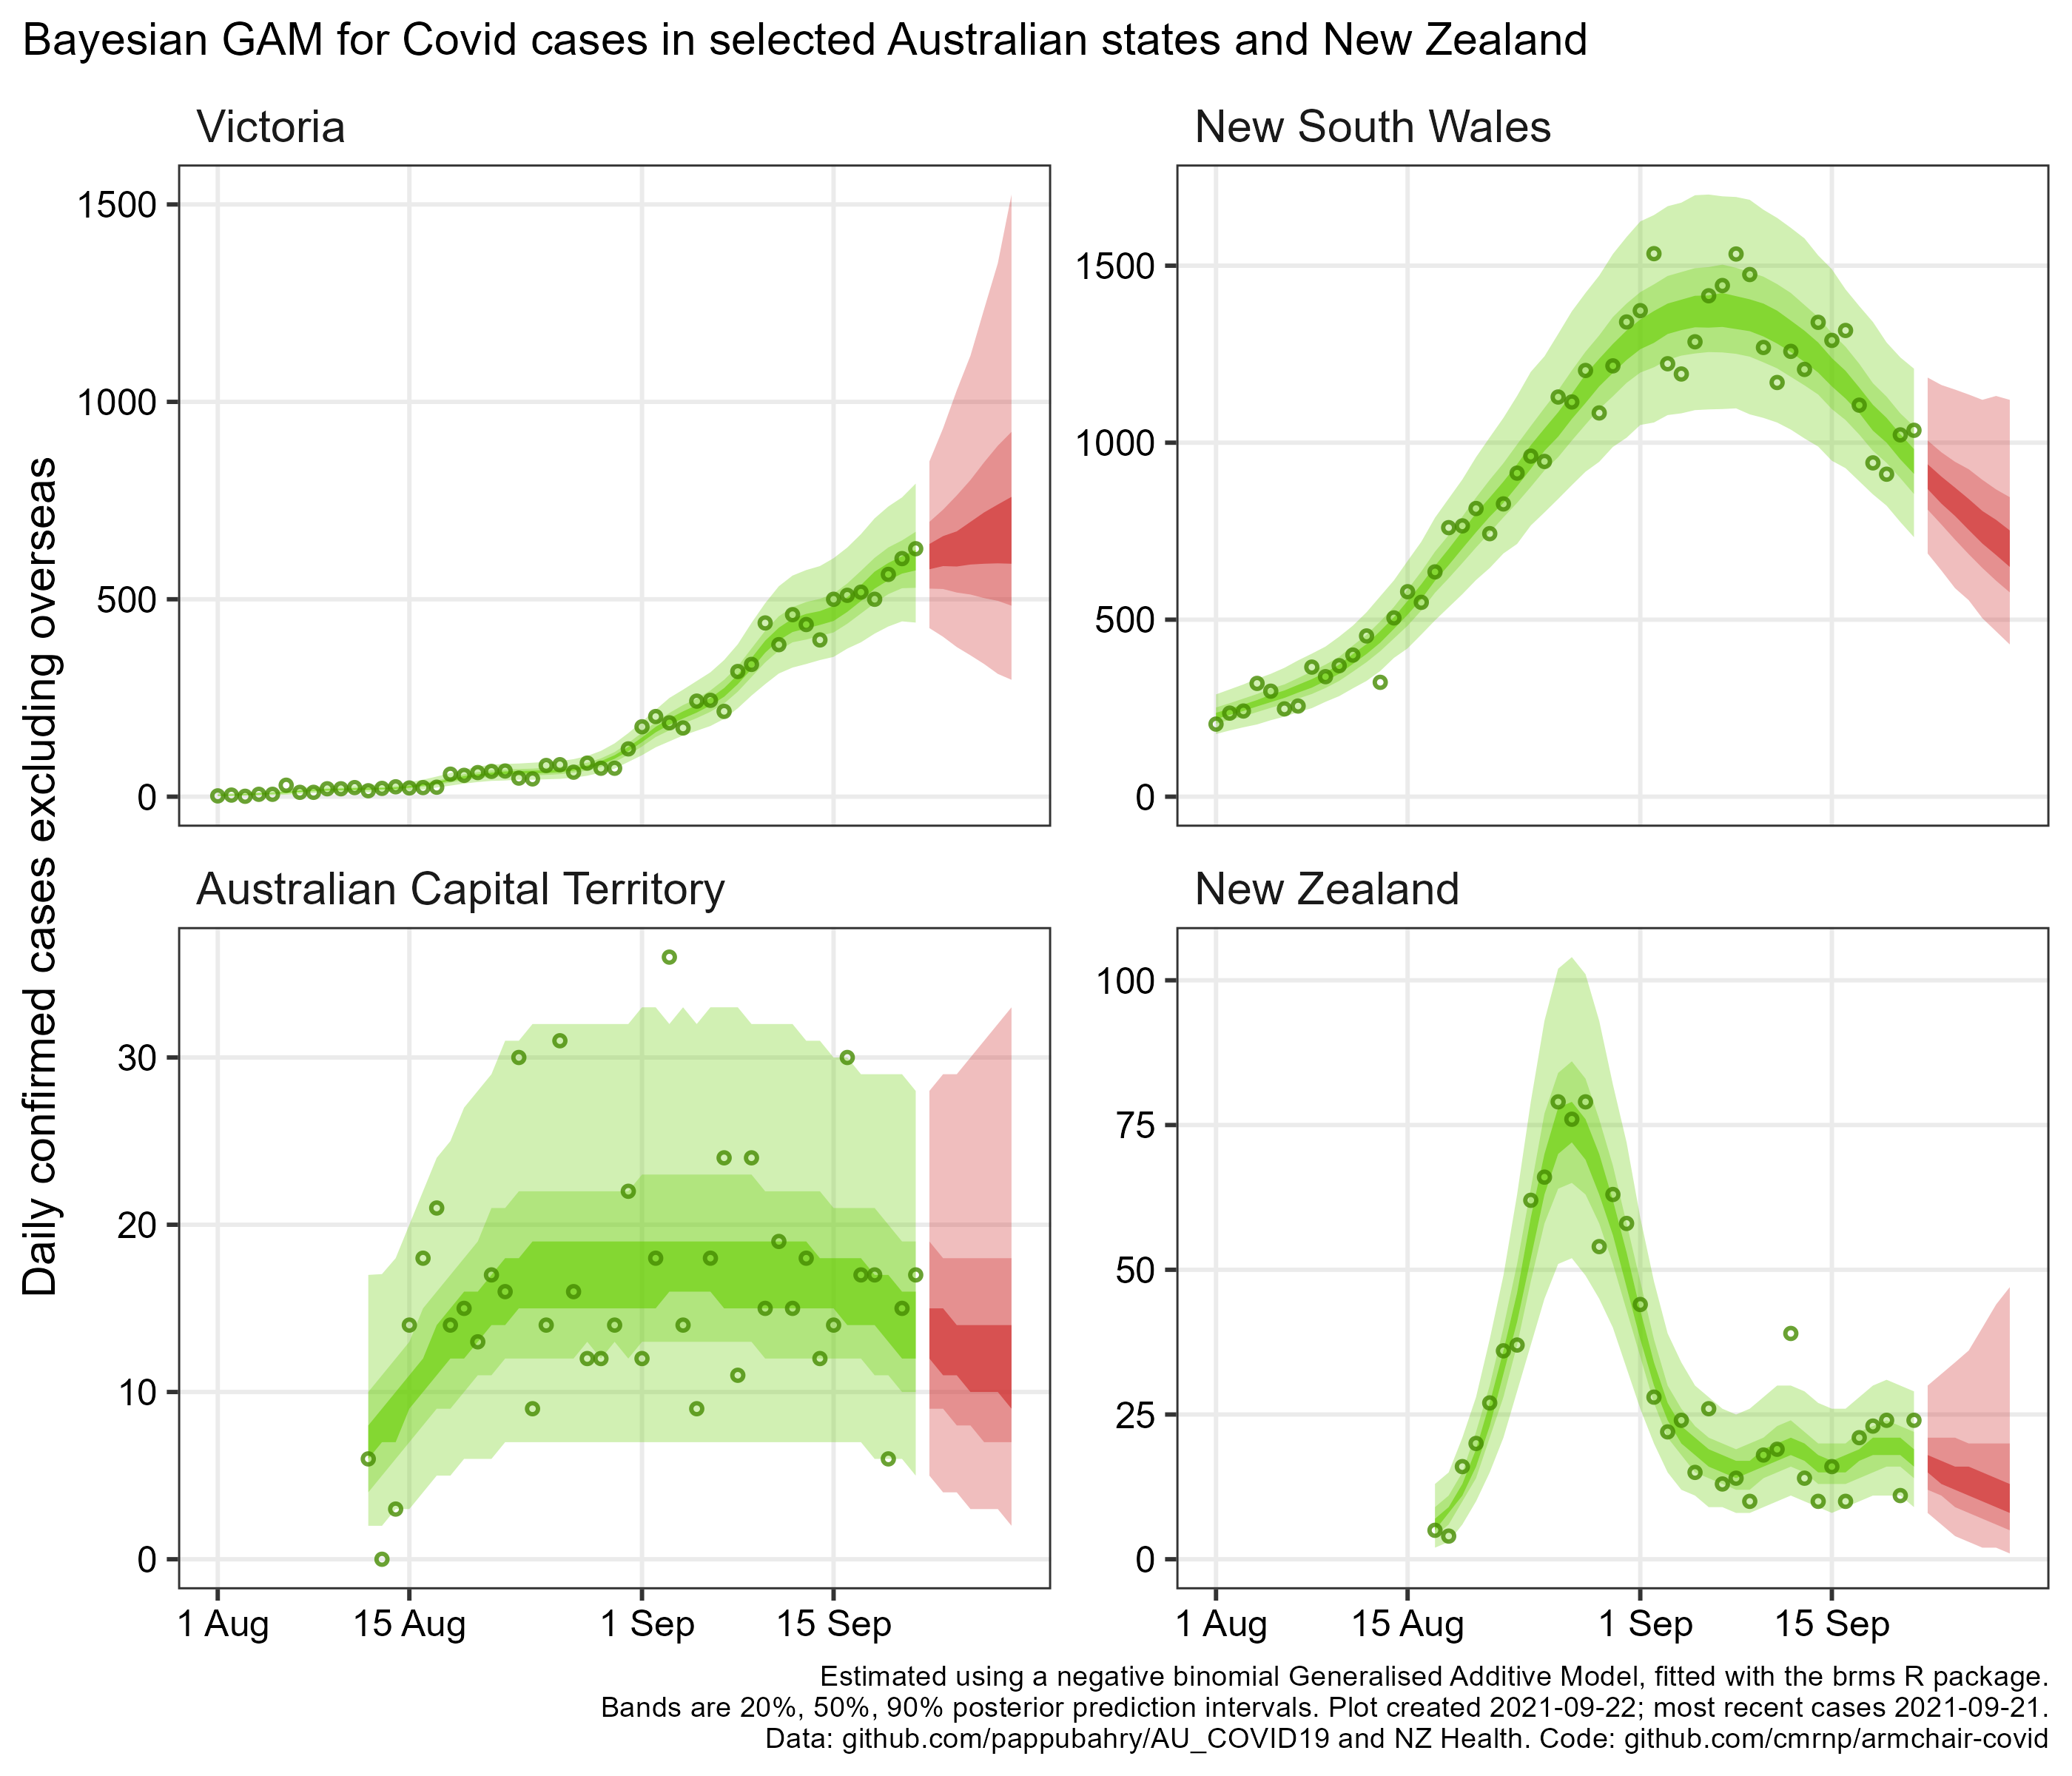 Bayesian GAM for Covid cases in selected Australian states and New Zealand
Daily confirmed cases excluding overseas
Victoria
1500
1000
500
0
New South Wales
1500
1000
500
0
Australian Capital Territory
30
20
10
0
1 Aug
15 Aug
1 Sep
15 Sep
New Zealand
100
75
50
25
0
1 Aug
15 Aug
1 Sep
15 Sep
Estimated using a negative binomial Generalised Additive Model, fitted with the brms R package.
Bands are 20%, 50%, 90% posterior prediction intervals. Plot created 2021-09-22; most recent cases 2021-09-21.
Data: github.com/pappubahry/AU_COVID19 and NZ Health. Code: github.com/cmrnp/armchair-covid